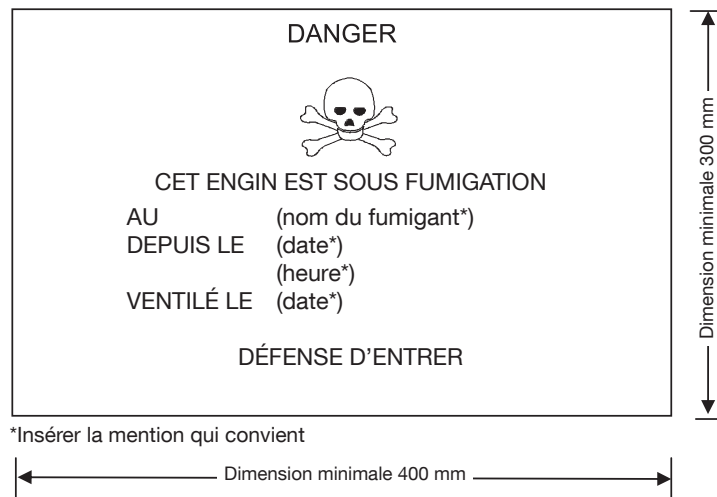 DANGER
CET ENGIN EST SOUS FUMIGATION
AU (nom du fumigant*)
DEPUIS LE (date*)
(heure*)
VENTILÉ LE (date*)
DÉFENSE D’ENTRER
*Insérer la mention qui convient
Dimension minimale 400 mm
Dimension minimale 300 mm